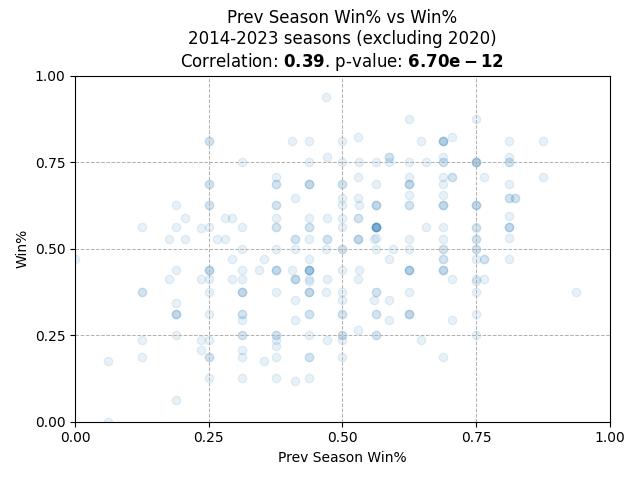 Prev Season Win% vs Win%
2014-2023 seasons (excluding 2020)
Correlation: 0.39. p-value: 6.70e − 12
1.00
0.75
0.50
0.25
0.00
Win%
0.00 0.25 0.50 0.75 1.00
Prev Season Win%